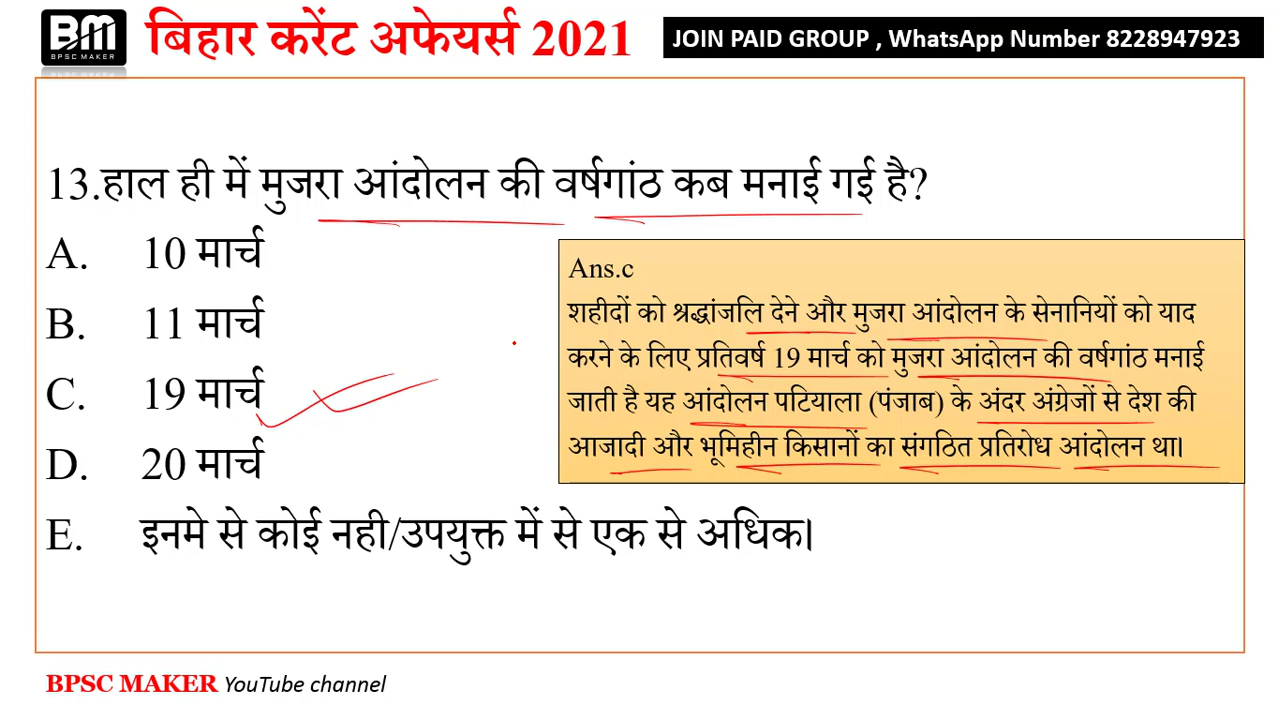 BM
BPSC MAKER
बिहार करेंट अफेयर्स 2021
JOIN PAID GROUP , WhatsApp Number 8228947923
13.हाल ही में मुजरा आंदोलन की वर्षगांठ कब मनाई गई है?
A. 10 मार्च
B. 11 मार्च
C. 19 मार्च
D. 20 मार्च
E. इनमे से कोई नही/उपयुक्त में से एक से अधिक।
Ans.c
शहीदों को श्रद्धांजलि देने और मुजरा आंदोलन के सेनानियों को याद
करने के लिए प्रतिवर्ष 19 मार्च को मुजरा आंदोलन की वर्षगांठ मनाई
जाती है यह आंदोलन पटियाला (पंजाब) के अंदर अंग्रेजों से देश की
आजादी और भूमिहीन किसानों का संगठित प्रतिरोध आंदोलन था।
BPSC MAKER YouTube channel